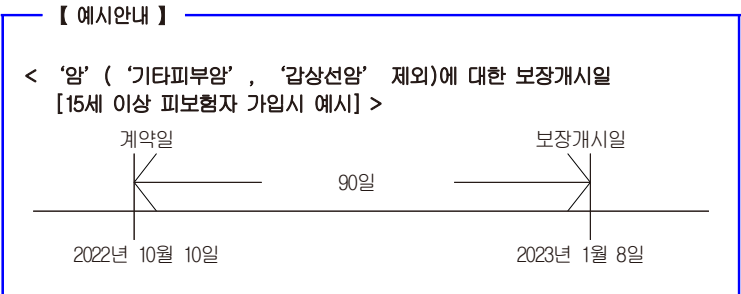 【 예시안내 】
< ‘암’ ( ‘기타피부암’ , ‘갑상선암’ 제외)에 대한 보장개시일
[15세 이상 피보험자 가입시 예시] >
계약일 보장개시일
90일
2022년 10월 10일 2023년 1월 8일